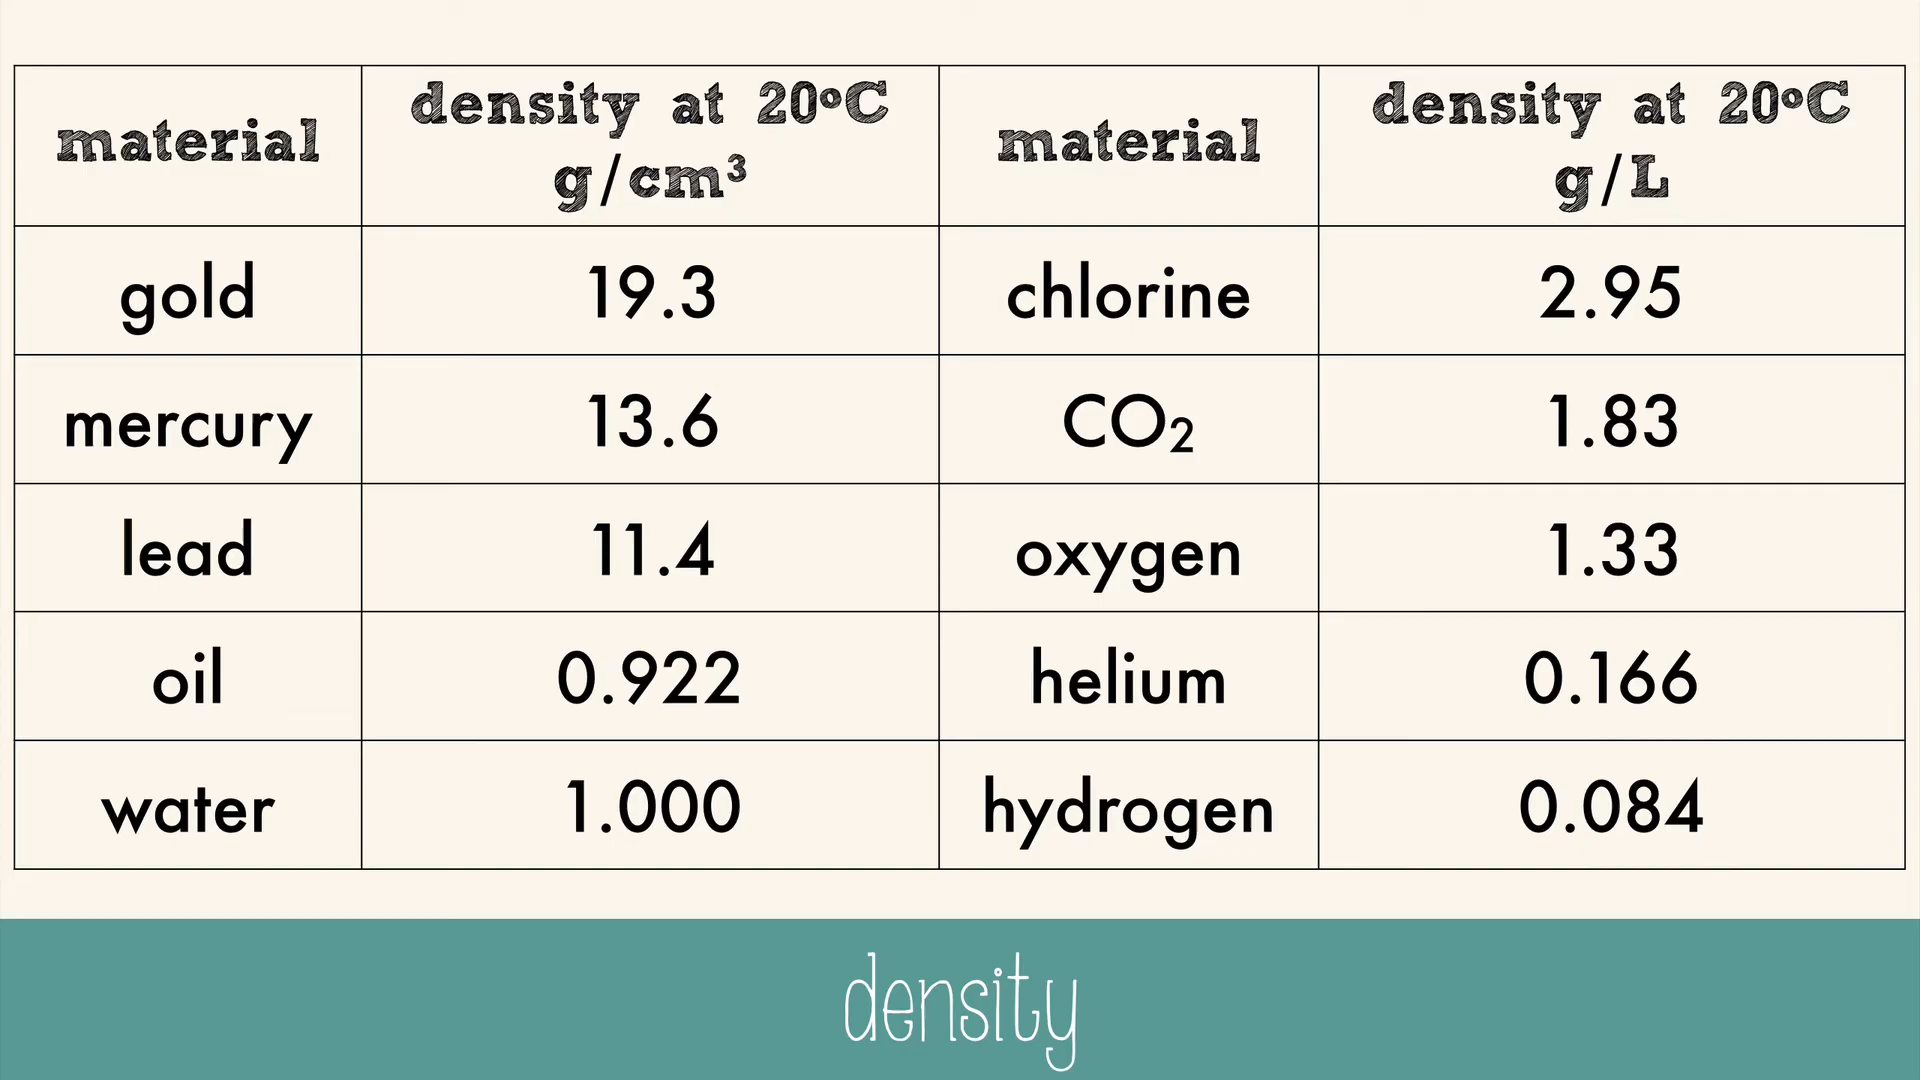 material density at 20°C g/cm³ material density at 20°C g/L
gold 19.3 chlorine 2.95
mercury 13.6 CO₂ 1.83
lead 11.4 oxygen 1.33
oil 0.922 helium 0.166
water 1.000 hydrogen 0.084
density